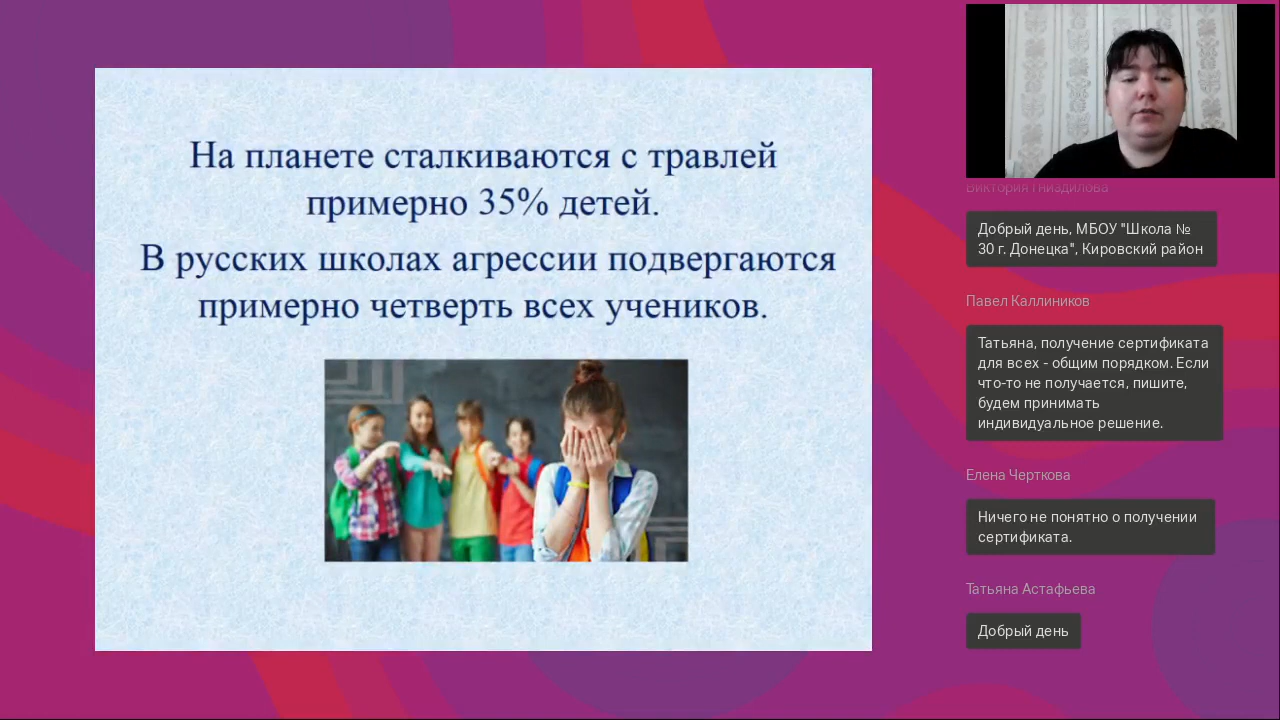 На планете сталкиваются с травлей
примерно 35% детей.
В русских школах агрессии подвергаются
примерно четверть всех учеников.
Виктория Гниздилова
Добрый день, МБОУ "Школа №
30 г. Донецка", Кировский район
Павел Каллиников
Татьяна, получение сертификата
для всех - общим порядком. Если
что-то не получается, пишите,
будем принимать
индивидуальное решение.
Елена Черткова
Ничего не понятно о получении
сертификата.
Татьяна Астафьева
Добрый день